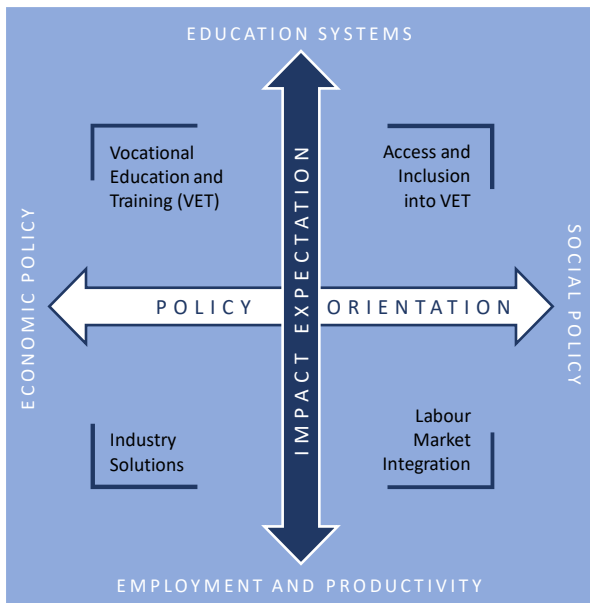 EDUCATION SYSTEMS
Vocational
Education and
Training (VET)
Access and
Inclusion
into VET
ECONOMIC POLICY
POLICY ORIENTATION
IMPACT EXPECTATION
SOCIAL POLICY
Industry
Solutions
Labour
Market
Integration
EMPLOYMENT AND PRODUCTIVITY